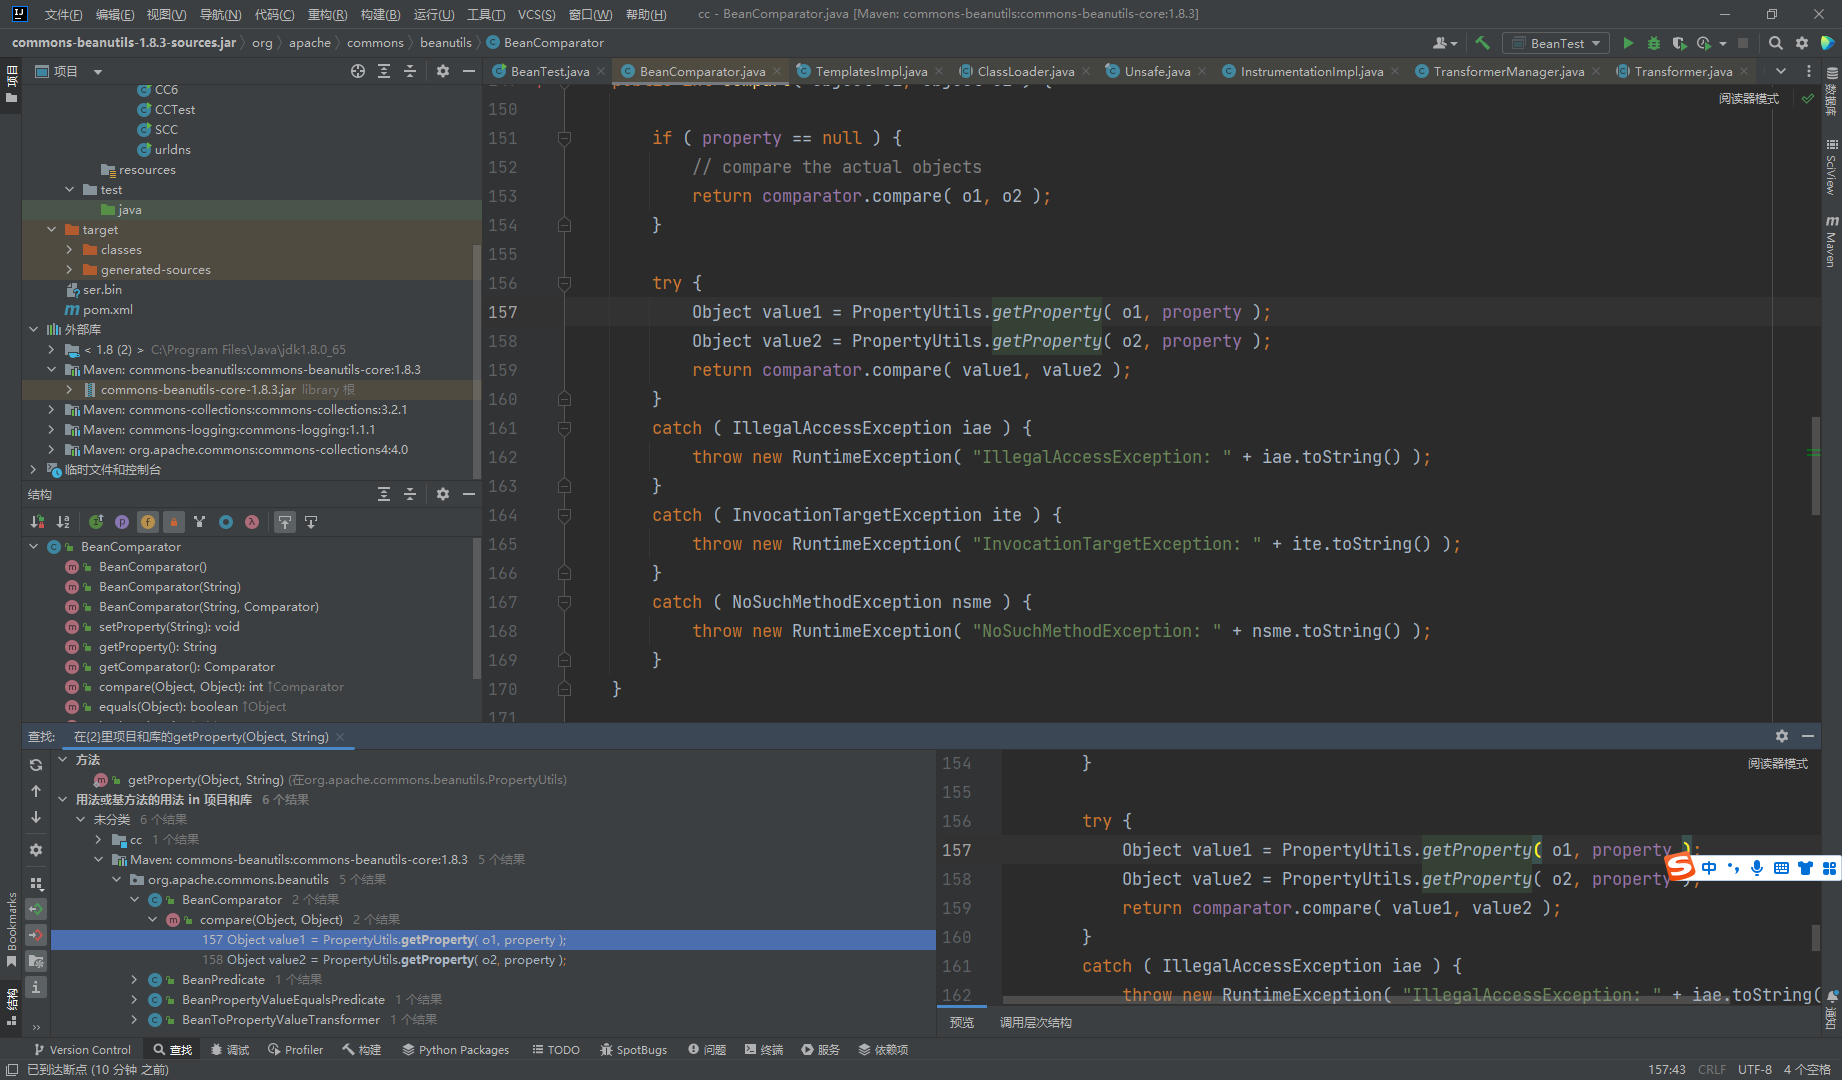 文件(F) 编辑(E) 视图(V) 导航(N) 代码(C) 重构(R) 构建(B) 运行(U) 工具(T) VCS(S) 窗口(W) 帮助(H) cc - BeanComparator.java [Maven: commons-beanutils:commons-beanutils-core:1.8.3]
commons-beanutils-1.8.3-sources.jar org apache commons beanutils BeanComparator BeanTest
项目
项目
BeanTest.java BeanComparator.java TemplatesImpl.java ClassLoader.java Unsafe.java InstrumentationImpl.java TransformerManager.java Transformer.java
CC6
CCTest
SCC
urldns
resources
test
java
target
classes
generated-sources
ser.bin
pom.xml
外部库
< 1.8 (2) > C:\Program Files\Java\jdk1.8.0_65
Maven: commons-beanutils:commons-beanutils-core:1.8.3
commons-beanutils-core-1.8.3.jar library 根
Maven: commons-collections:commons-collections:3.2.1
Maven: commons-logging:commons-logging:1.1.1
Maven: org.apache.commons:commons-collections4:4.0
临时文件和控制台
结构
BeanComparator
BeanComparator()
BeanComparator(String)
BeanComparator(String, Comparator)
setProperty(String): void
getProperty(): String
getComparator(): Comparator
compare(Object, Object): int ↑Comparator
equals(Object): boolean ↑Object
阅读器模式
150
151 if ( property == null ) {
152 // compare the actual objects
153 return comparator.compare( o1, o2 );
154 }
155
156 try {
157 Object value1 = PropertyUtils.getProperty( o1, property );
158 Object value2 = PropertyUtils.getProperty( o2, property );
159 return comparator.compare( value1, value2 );
160 }
161 catch ( IllegalAccessException iae ) {
162 throw new RuntimeException( "IllegalAccessException: " + iae.toString() );
163 }
164 catch ( InvocationTargetException ite ) {
165 throw new RuntimeException( "InvocationTargetException: " + ite.toString() );
166 }
167 catch ( NoSuchMethodException nsme ) {
168 throw new RuntimeException( "NoSuchMethodException: " + nsme.toString() );
169 }
170 }
171
数据库
SciView
Maven
查找: 在{2}里项目和库的getProperty(Object, String)
方法
getProperty(Object, String) (在org.apache.commons.beanutils.PropertyUtils)
用法或基方法的用法 in 项目和库 6 个结果
未分类 6 个结果
cc 1 个结果
Maven: commons-beanutils:commons-beanutils-core:1.8.3 5 个结果
org.apache.commons.beanutils 5 个结果
BeanComparator 2 个结果
compare(Object, Object) 2 个结果
157 Object value1 = PropertyUtils.getProperty( o1, property );
158 Object value2 = PropertyUtils.getProperty( o2, property );
BeanPredicate 1 个结果
BeanPropertyValueEqualsPredicate 1 个结果
BeanToPropertyValueTransformer 1 个结果
Bookmarks
结构
阅读器模式
154 }
155
156 try {
157 Object value1 = PropertyUtils.getProperty( o1, property );
158 Object value2 = PropertyUtils.getProperty( o2, property );
159 return comparator.compare( value1, value2 );
160 }
161 catch ( IllegalAccessException iae ) {
162 throw new RuntimeException( "IllegalAccessException: " + iae.toString(
中
预览 调用层次结构
通知
Version Control 查找 调试 Profiler 构建 Python Packages TODO SpotBugs 问题 终端 服务 依赖项
已到达断点 (10 分钟 之前) 157:43 CRLF UTF-8 4 个空格